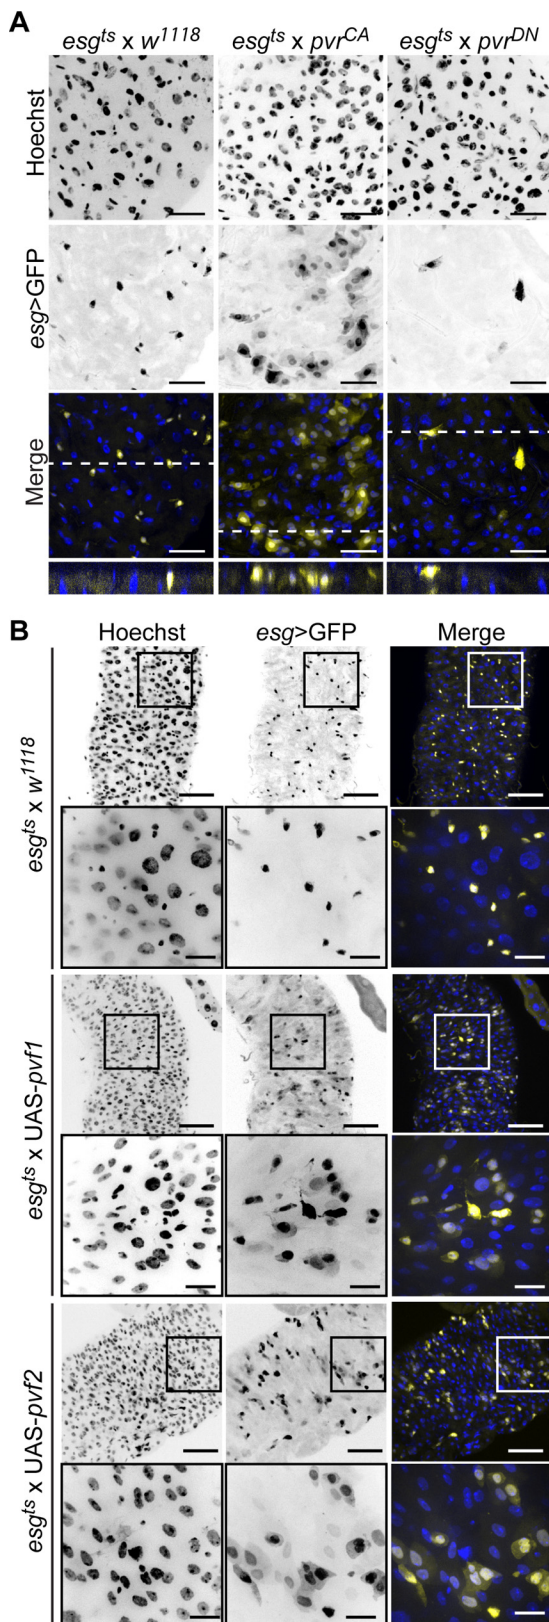 A
esgᵗˢ x w¹¹¹⁸ esgᵗˢ x pvrᶜᴬ esgᵗˢ x pvrᴰᴺ
Hoechst
esg>GFP
Merge
B
Hoechst esg>GFP Merge
esgᵗˢ x w¹¹¹⁸
esgᵗˢ x UAS-pvf1
esgᵗˢ x UAS-pvf2